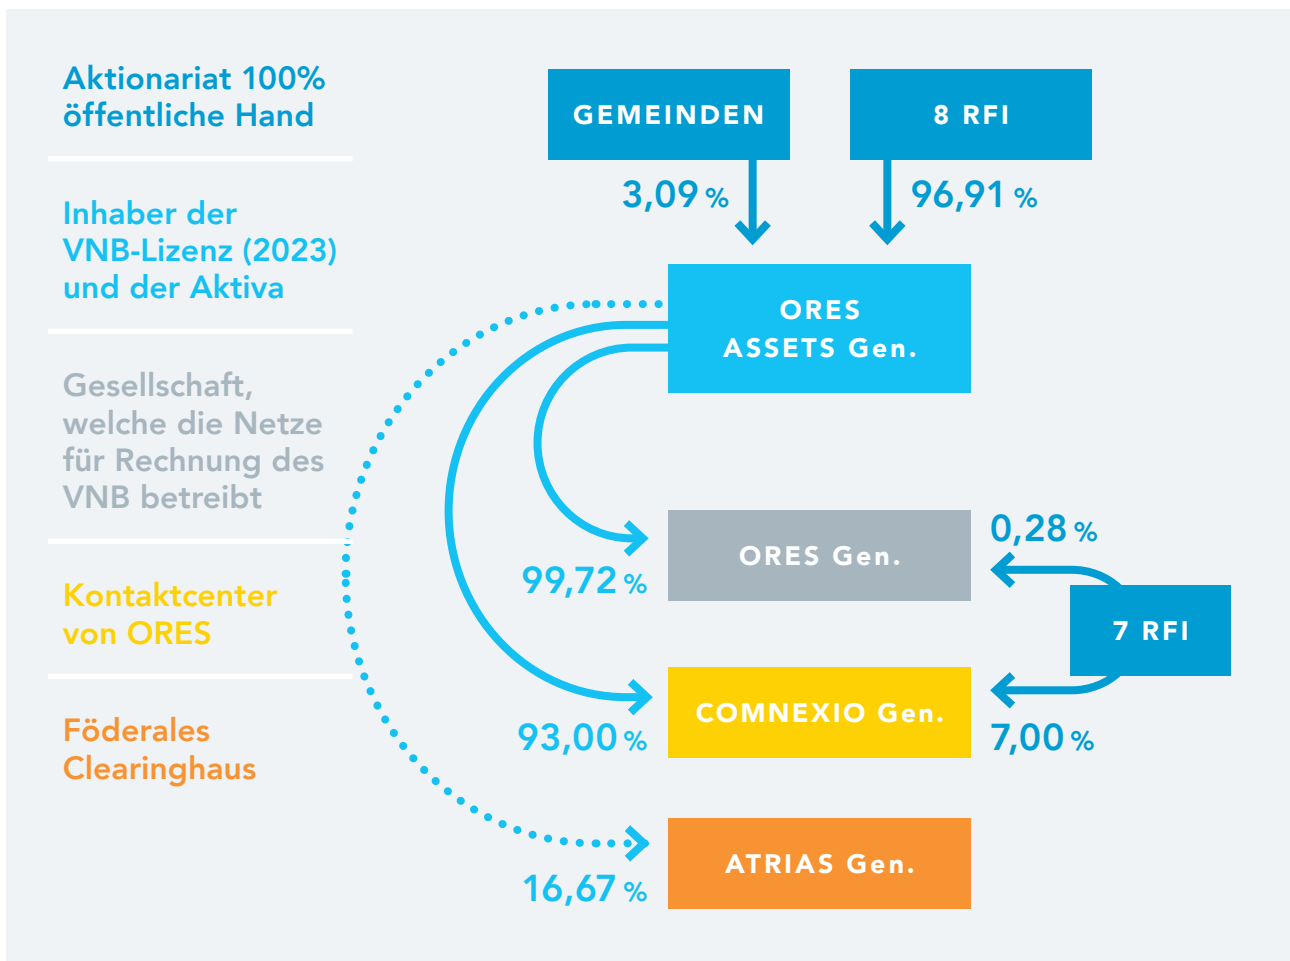 Aktionariat 100%
öffentliche Hand
Inhaber der
VNB-Lizenz (2023)
und der Aktiva
Gesellschaft,
welche die Netze
für Rechnung des
VNB betreibt
Kontaktcenter
von ORES
Föderales
Clearinghaus
GEMEINDEN
8 RFI
3,09 %
96,91 %
ORES
ASSETS Gen.
ORES Gen.
0,28 %
99,72 %
7 RFI
COMNEXIO Gen.
93,00 %
7,00 %
ATRIAS Gen.
16,67 %